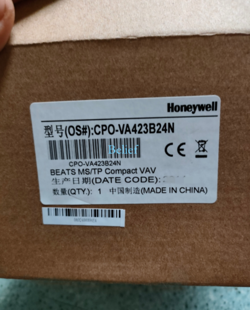 Honeywell
型号(OS#):CPO-VA423B24N
CPO-VA423B24N
BEATS MS/TP Compact VAV
生产日期(DATE CODE):
数量(QTY.): 1 中国制造(MADE IN CHINA)